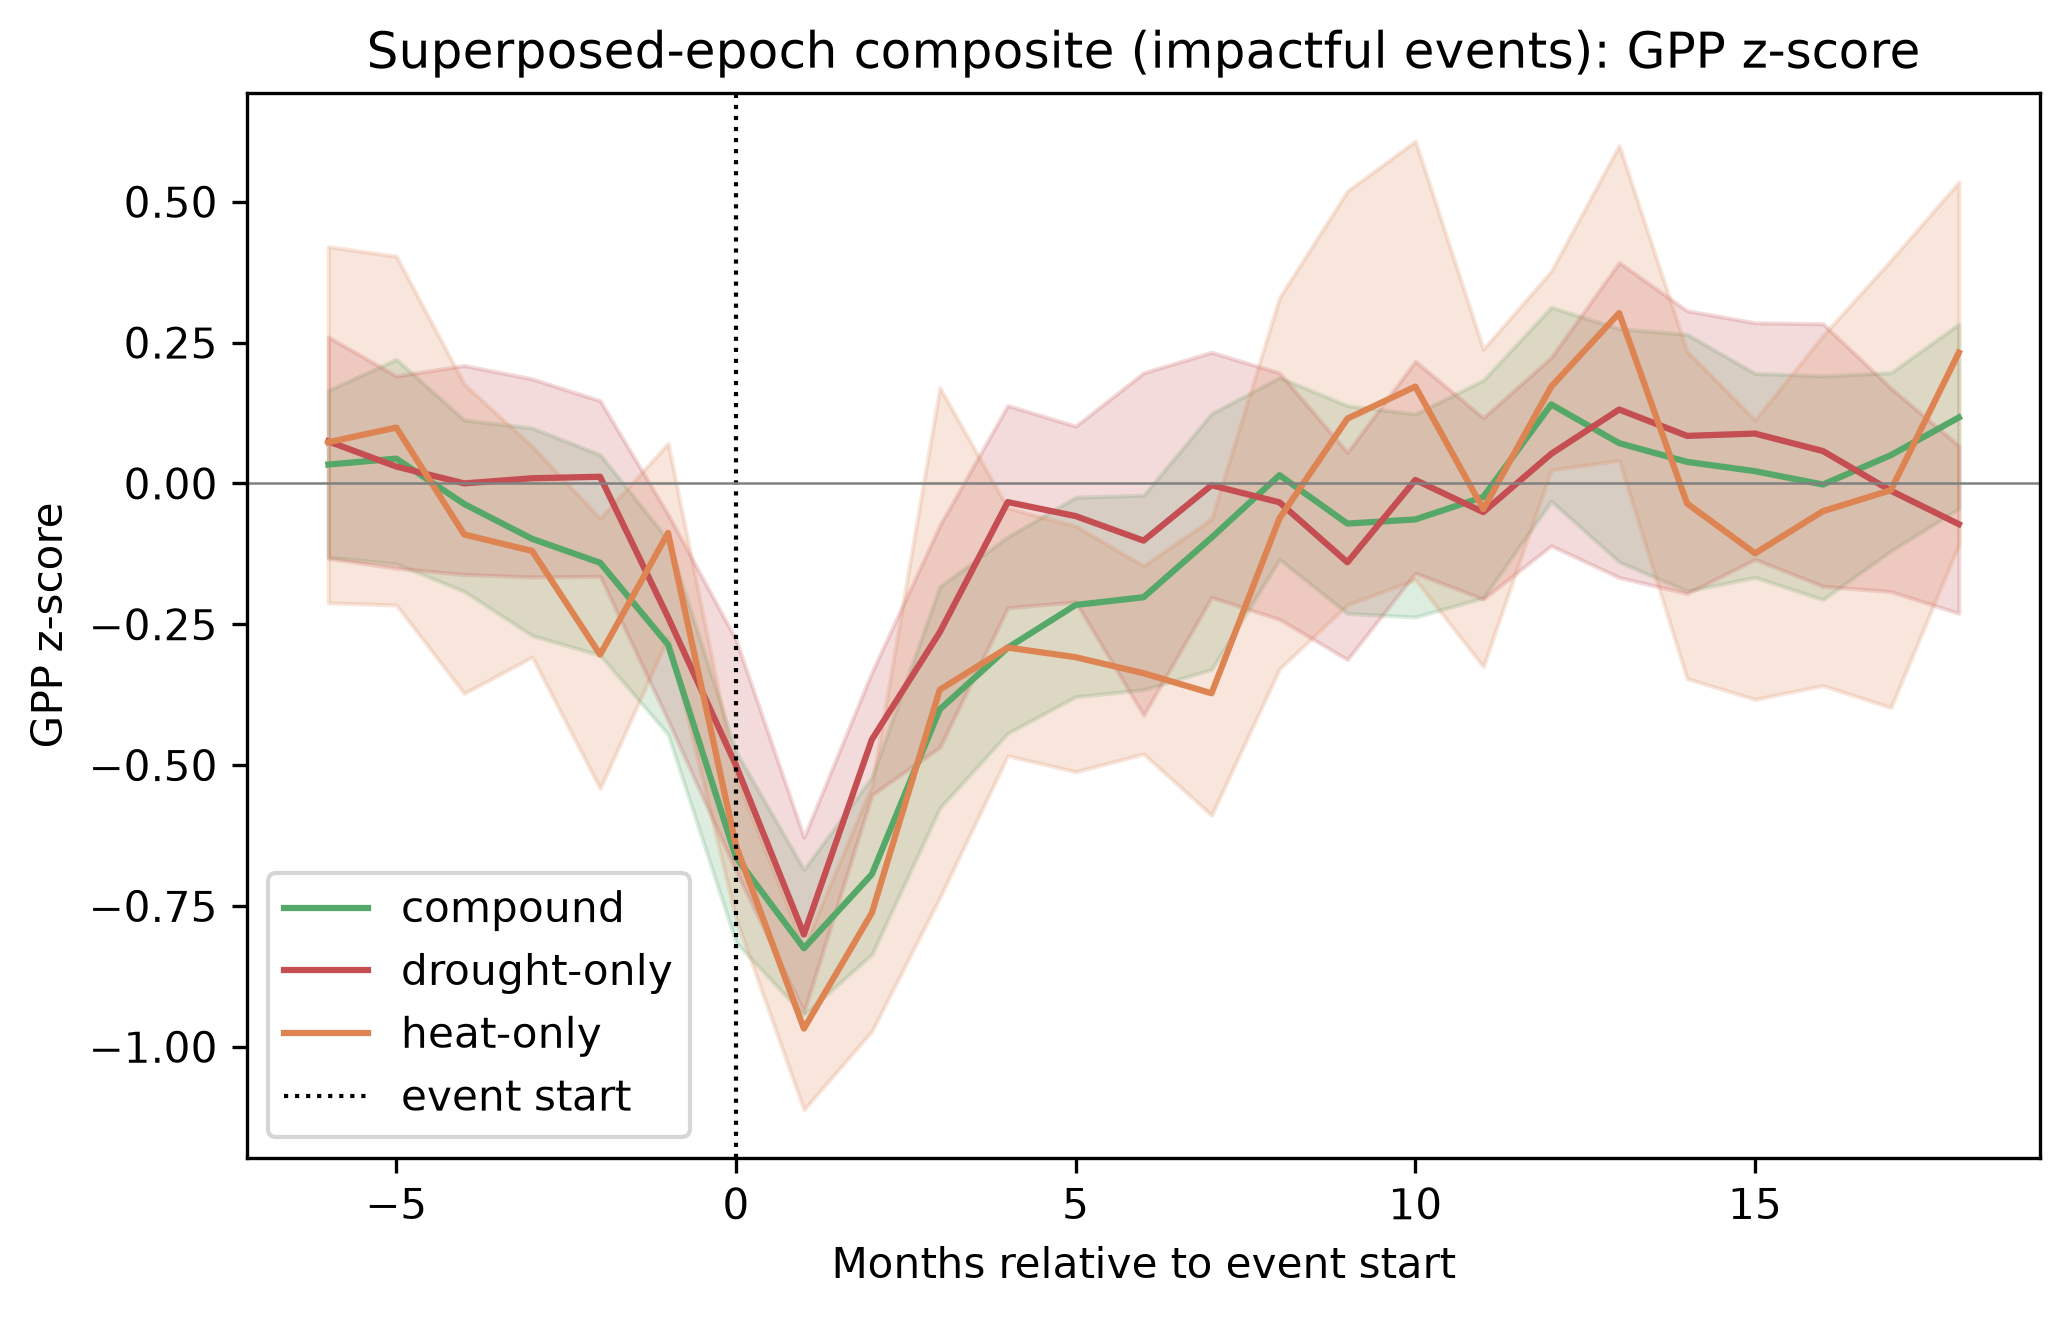 Superposed-epoch composite (impactful events): GPP z-score
GPP z-score
0.50
0.25
0.00
−0.25
−0.50
−0.75
−1.00
compound
drought-only
heat-only
event start
−5
0
5
10
15
Months relative to event start